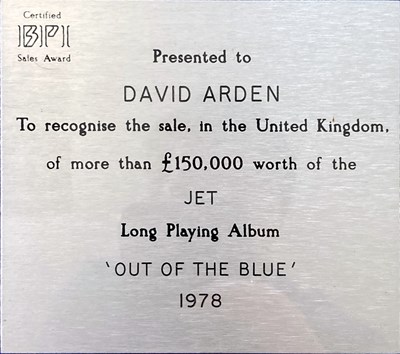 Certified
BPI
Sales Award
Presented to
DAVID ARDEN
To recognise the sale, in the United Kingdom,
of more than £150,000 worth of the
JET
Long Playing Album
'OUT OF THE BLUE'
1978